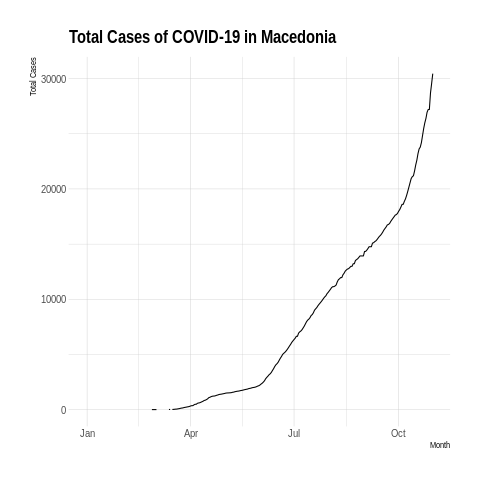 Total Cases of COVID-19 in Macedonia
Total Cases
30000
20000
10000
0
Jan Apr Jul Oct
Month